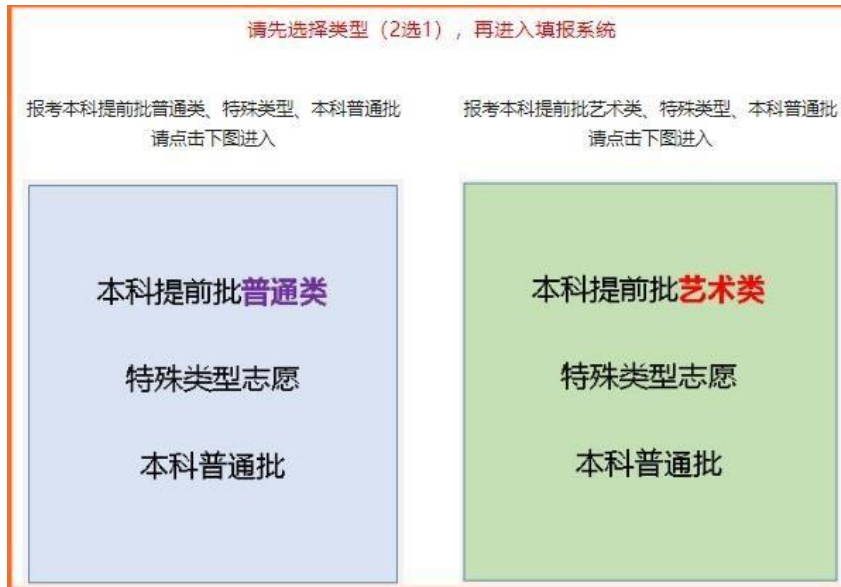 请先选择类型（2选1），再进入填报系统
报考本科提前批普通类、特殊类型、本科普通批
请点击下图进入
报考本科提前批艺术类、特殊类型、本科普通批
请点击下图进入
本科提前批普通类
特殊类型志愿
本科普通批
本科提前批艺术类
特殊类型志愿
本科普通批